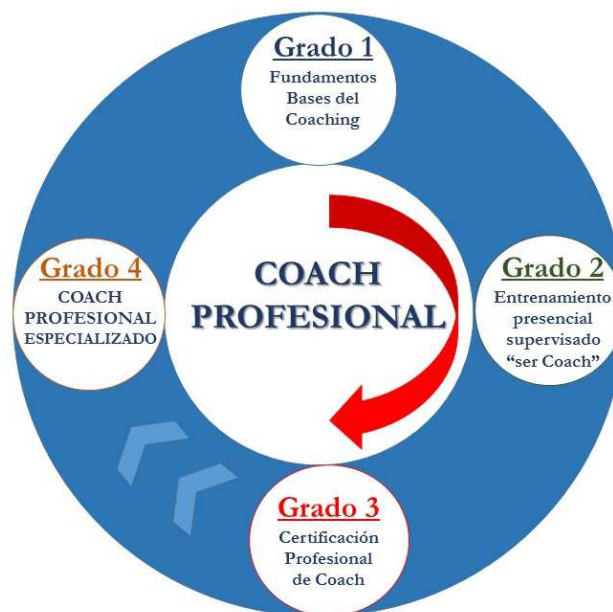 Grado 1
Fundamentos
Bases del
Coaching
Grado 2
Entrenamiento
presencial
supervisado
“ser Coach”
Grado 3
Certificación
Profesional
de Coach
Grado 4
COACH
PROFESIONAL
ESPECIALIZADO
COACH
PROFESIONAL